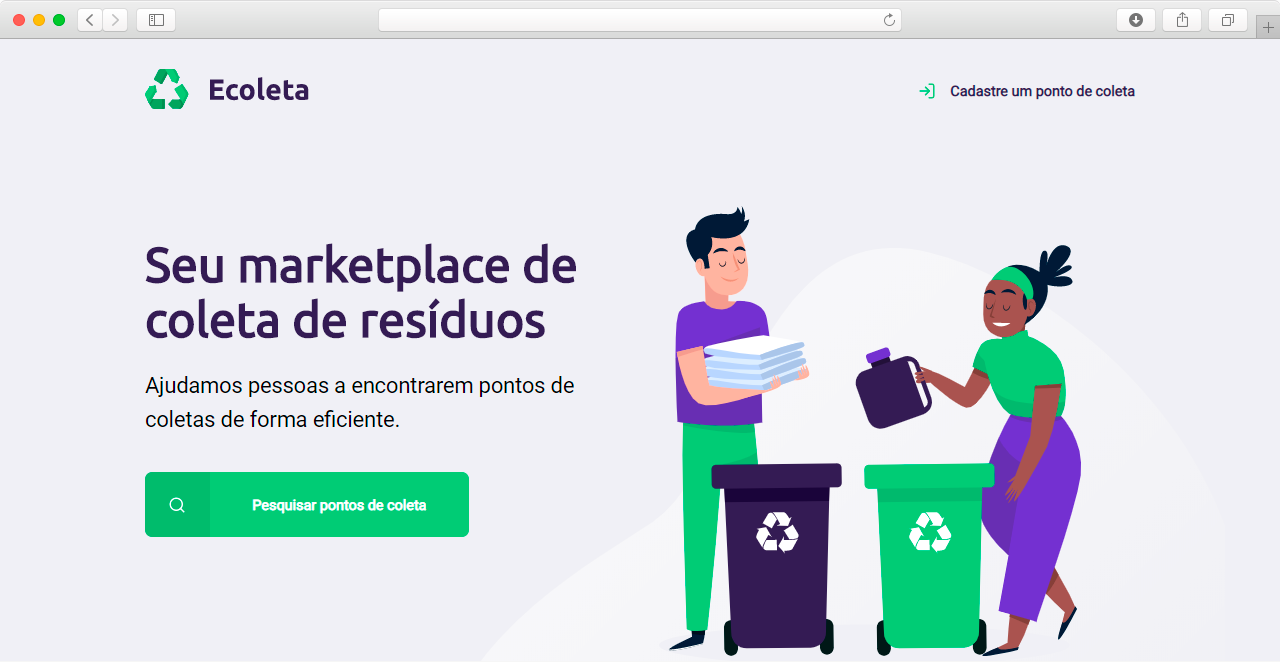 Ecoleta
Cadastre um ponto de coleta
Seu marketplace de
coleta de resíduos
Ajudamos pessoas a encontrarem pontos de
coletas de forma eficiente.
Pesquisar pontos de coleta